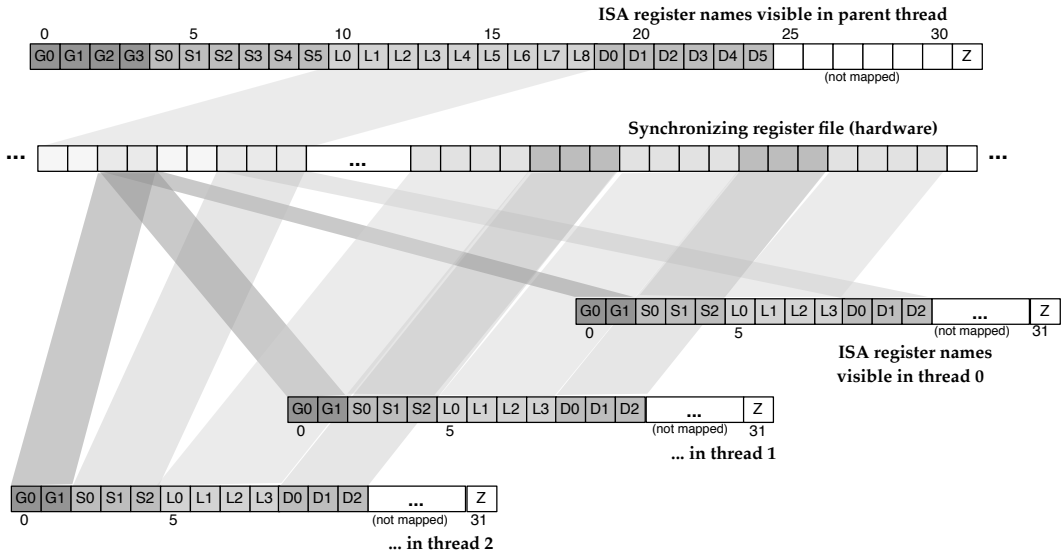 ISA register names visible in parent thread
0 5 10 15 20 25 30
G0 G1 G2 G3 S0 S1 S2 S3 S4 S5 L0 L1 L2 L3 L4 L5 L6 L7 L8 D0 D1 D2 D3 D4 D5 Z
(not mapped)
Synchronizing register file (hardware)
... ... ...
G0 G1 S0 S1 S2 L0 L1 L2 L3 D0 D1 D2 ... Z
0 5 (not mapped) 31
ISA register names
visible in thread 0
G0 G1 S0 S1 S2 L0 L1 L2 L3 D0 D1 D2 ... Z
0 5 (not mapped) 31
... in thread 1
G0 G1 S0 S1 S2 L0 L1 L2 L3 D0 D1 D2 ... Z
0 5 (not mapped) 31
... in thread 2